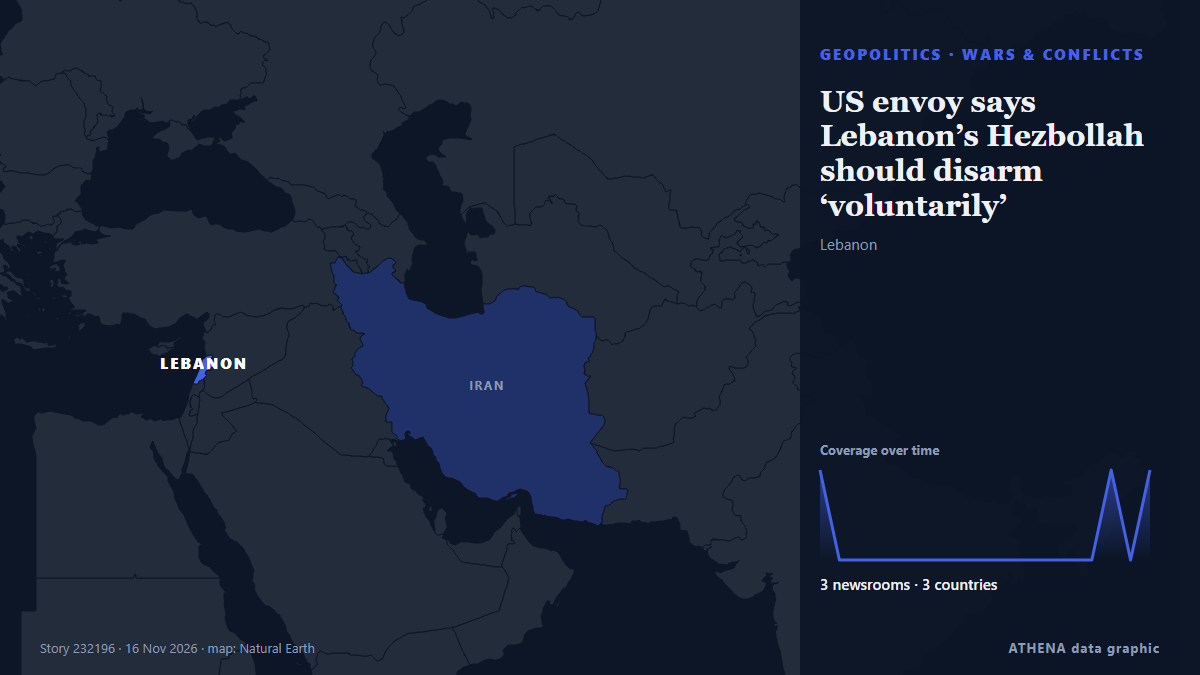 GEOPOLITICS · WARS & CONFLICTS
US envoy says
Lebanon’s Hezbollah
should disarm
‘voluntarily’
Lebanon
LEBANON
IRAN
Coverage over time
3 newsrooms · 3 countries
Story 232196 · 16 Nov 2026 · map: Natural Earth
ATHENA data graphic